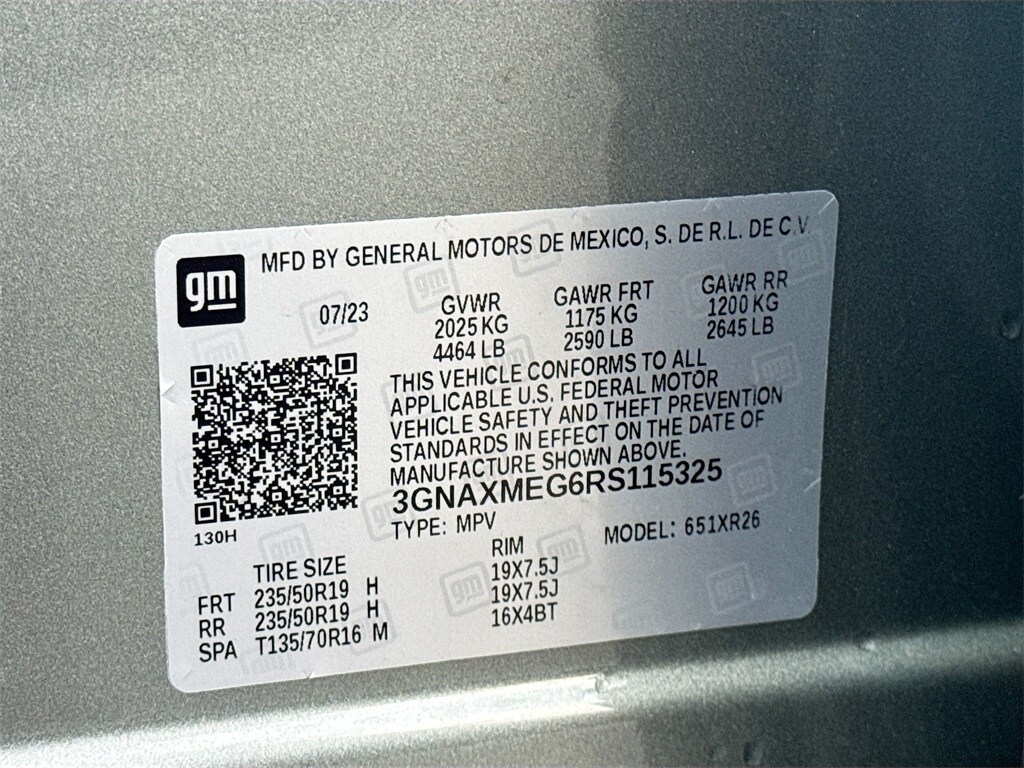 gm
MFD BY GENERAL MOTORS DE MEXICO, S. DE R.L. DE C.V.
07/23 GVWR GAWR FRT GAWR RR
2025 KG 1175 KG 1200 KG
4464 LB 2590 LB 2645 LB
THIS VEHICLE CONFORMS TO ALL
APPLICABLE U.S. FEDERAL MOTOR
VEHICLE SAFETY AND THEFT PREVENTION
STANDARDS IN EFFECT ON THE DATE OF
MANUFACTURE SHOWN ABOVE.
3GNAXMEG6RS115325
TYPE: MPV MODEL: 651XR26
130H
TIRE SIZE RIM
FRT 235/50R19 H 19X7.5J
RR 235/50R19 H 19X7.5J
SPA T135/70R16 M 16X4BT